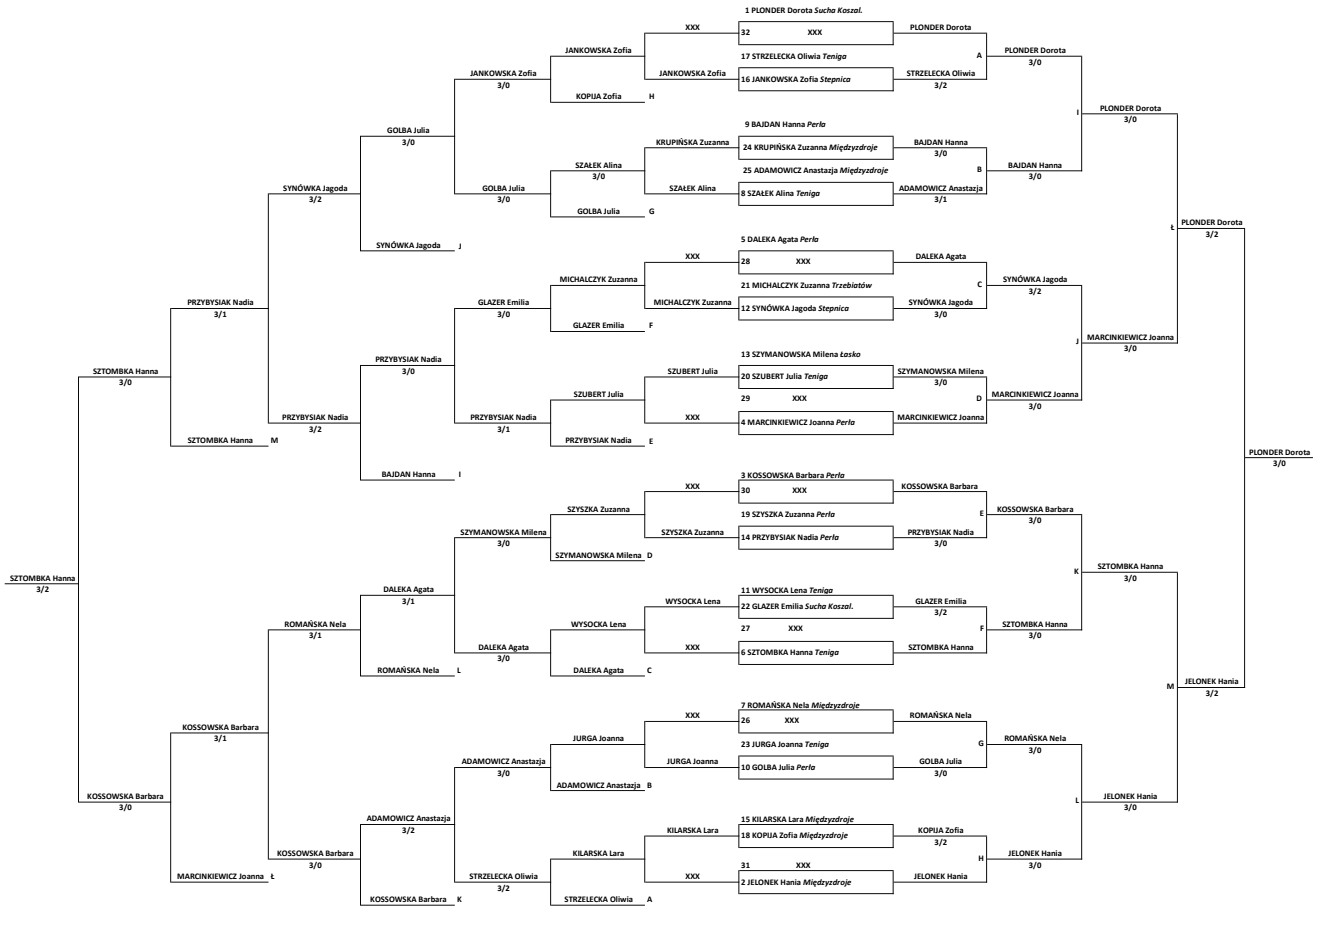 1 PLONDER Dorota Sucha Koszal.
XXX
PLONDER Dorota
32 XXX
JANKOWSKA Zofia
PLONDER Dorota
17 STRZELECKA Oliwia Teniga
A
3/0
JANKOWSKA Zofia
JANKOWSKA Zofia
16 JANKOWSKA Zofia Stepnica
STRZELECKA Oliwia
3/0
3/2
KOPIJA Zofia H
PLONDER Dorota
I
3/0
9 BAJDAN Hanna Perła
GOLBA Julia
3/0
KRUPIŃSKA Zuzanna
24 KRUPIŃSKA Zuzanna Międzyzdroje
BAJDAN Hanna
3/0
SZAŁEK Alina
3/0
25 ADAMOWICZ Anastazja Międzyzdroje
B
BAJDAN Hanna
3/0
SYNÓWKA Jagoda
3/2
GOLBA Julia
3/0
SZAŁEK Alina
8 SZAŁEK Alina Teniga
ADAMOWICZ Anastazja
3/1
GOLBA Julia G
Ł
PLONDER Dorota
3/2
SYNÓWKA Jagoda J
5 DALEKA Agata Perła
XXX
28 XXX
DALEKA Agata
MICHALCZYK Zuzanna
21 MICHALCZYK Zuzanna Trzebiatów
C
SYNÓWKA Jagoda
3/2
PRZYBYSIAK Nadia
3/1
GLAZER Emilia
3/0
MICHALCZYK Zuzanna
12 SYNÓWKA Jagoda Stepnica
SYNÓWKA Jagoda
3/0
GLAZER Emilia F
J
MARCINKIEWICZ Joanna
3/0
13 SZYMANOWSKA Milena Łasko
PRZYBYSIAK Nadia
3/0
SZTOMBKA Hanna
3/0
SZUBERT Julia
20 SZUBERT Julia Teniga
SZYMANOWSKA Milena
3/0
SZUBERT Julia
29 XXX
D
MARCINKIEWICZ Joanna
3/0
PRZYBYSIAK Nadia
3/2
PRZYBYSIAK Nadia
3/1
XXX
4 MARCINKIEWICZ Joanna Perła
MARCINKIEWICZ Joanna
SZTOMBKA Hanna M
PRZYBYSIAK Nadia E
PLONDER Dorota
3/0
BAJDAN Hanna I
3 KOSSOWSKA Barbara Perła
XXX
30 XXX
KOSSOWSKA Barbara
SZYSZKA Zuzanna
19 SZYSZKA Zuzanna Perła
E
KOSSOWSKA Barbara
3/0
SZYMANOWSKA Milena
3/0
SZYSZKA Zuzanna
14 PRZYBYSIAK Nadia Perła
PRZYBYSIAK Nadia
3/0
SZYMANOWSKA Milena D
K
SZTOMBKA Hanna
3/0
SZTOMBKA Hanna
3/2
DALEKA Agata
3/1
11 WYSOCKA Lena Teniga
WYSOCKA Lena
22 GLAZER Emilia Sucha Koszal.
GLAZER Emilia
3/2
ROMAŃSKA Nela
3/1
WYSOCKA Lena
27 XXX
F
SZTOMBKA Hanna
3/0
DALEKA Agata
3/0
XXX
6 SZTOMBKA Hanna Teniga
SZTOMBKA Hanna
ROMAŃSKA Nela L
DALEKA Agata C
M
JELONEK Hania
3/2
7 ROMAŃSKA Nela Międzyzdroje
XXX
26 XXX
ROMAŃSKA Nela
KOSSOWSKA Barbara
3/1
JURGA Joanna
23 JURGA Joanna Teniga
G
ROMAŃSKA Nela
3/0
ADAMOWICZ Anastazja
3/0
JURGA Joanna
10 GOLBA Julia Perła
GOLBA Julia
3/0
ADAMOWICZ Anastazja B
KOSSOWSKA Barbara
3/0
L
JELONEK Hania
3/0
ADAMOWICZ Anastazja
3/2
15 KILARSKA Lara Międzyzdroje
KILARSKA Lara
18 KOPIJA Zofia Międzyzdroje
KOPIJA Zofia
3/2
KOSSOWSKA Barbara
3/0
KILARSKA Lara
H
JELONEK Hania
3/0
31 XXX
MARCINKIEWICZ Joanna Ł
STRZELECKA Oliwia
3/2
XXX
2 JELONEK Hania Międzyzdroje
JELONEK Hania
KOSSOWSKA Barbara K
STRZELECKA Oliwia A